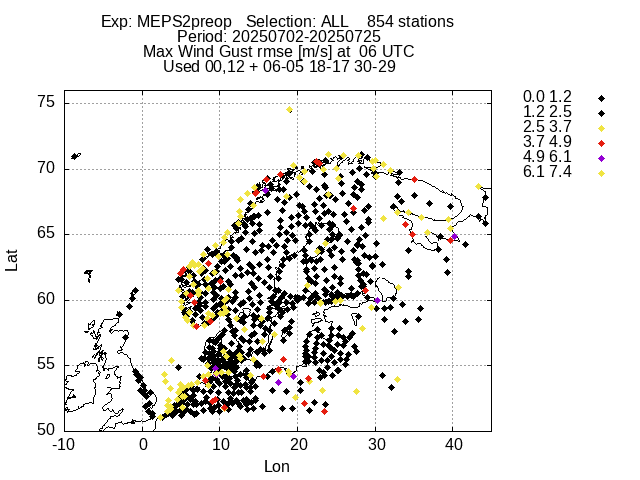 Exp: MEPS2preop Selection: ALL 854 stations
Period: 20250702-20250725
Max Wind Gust rmse [m/s] at 06 UTC
Used 00,12 + 06-05 18-17 30-29
0.0 1.2
1.2 2.5
2.5 3.7
3.7 4.9
4.9 6.1
6.1 7.4
75
70
65
60
55
50
Lat
-10 0 10 20 30 40
Lon